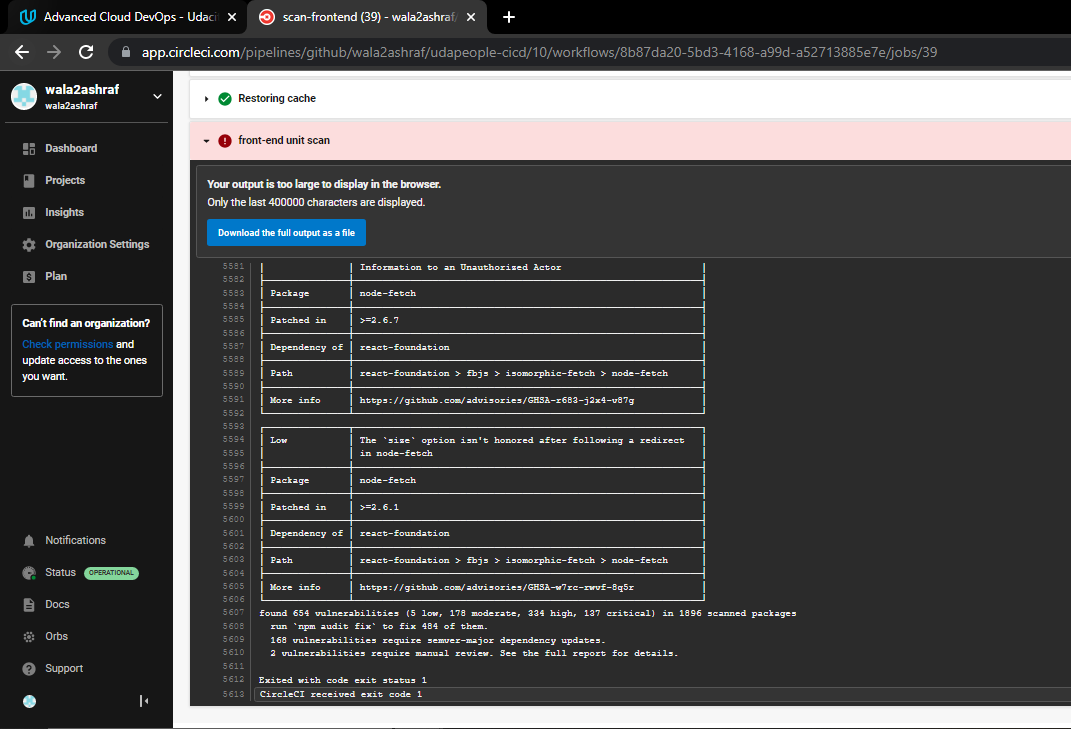 Advanced Cloud DevOps - Udaci
scan-frontend (39) - wala2ashraf/
app.circleci.com/pipelines/github/wala2ashraf/udapeople-cicd/10/workflows/8b87da20-5bd3-4168-a99d-a52713885e7e/jobs/39
wala2ashraf
wala2ashraf
Dashboard
Projects
Insights
Organization Settings
Plan
Can't find an organization?
Check permissions and
update access to the ones
you want.
Notifications
Status OPERATIONAL
Docs
Orbs
Support
Restoring cache
front-end unit scan
Your output is too large to display in the browser.
Only the last 400000 characters are displayed.
Download the full output as a file
5581 Information to an Unauthorized Actor
5582
5583 Package node-fetch
5584
5585 Patched in >=2.6.7
5586
5587 Dependency of react-foundation
5588
5589 Path react-foundation > fbjs > isomorphic-fetch > node-fetch
5590
5591 More info https://github.com/advisories/GHSA-r683-j2x4-v87g
5592
5593
5594 Low The `size` option isn't honored after following a redirect
5595 in node-fetch
5596
5597 Package node-fetch
5598
5599 Patched in >=2.6.1
5600
5601 Dependency of react-foundation
5602
5603 Path react-foundation > fbjs > isomorphic-fetch > node-fetch
5604
5605 More info https://github.com/advisories/GHSA-w7rc-rwvf-8q5r
5606
5607 found 654 vulnerabilities (5 low, 178 moderate, 334 high, 137 critical) in 1896 scanned packages
5608 run `npm audit fix` to fix 484 of them.
5609 168 vulnerabilities require semver-major dependency updates.
5610 2 vulnerabilities require manual review. See the full report for details.
5611
5612 Exited with code exit status 1
5613 CircleCI received exit code 1